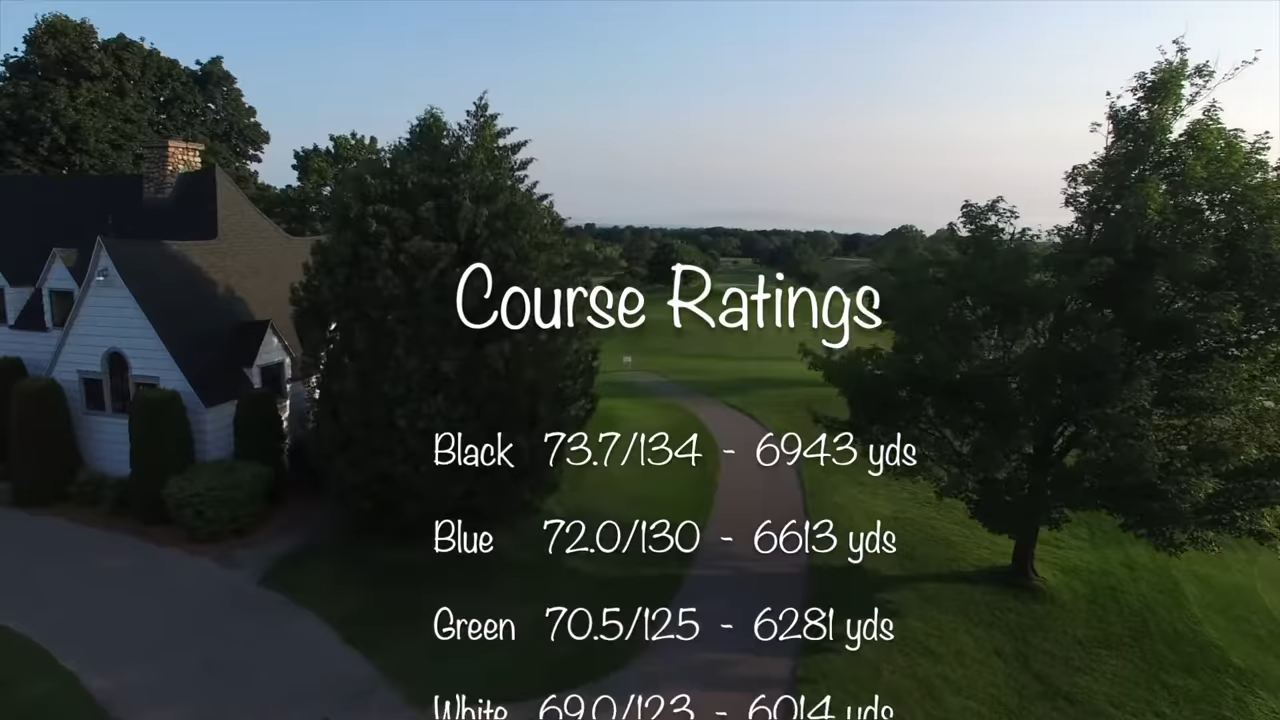 Course Ratings
Black 73.7/134 - 6943 yds
Blue 72.0/130 - 6613 yds
Green 70.5/125 - 6281 yds
White 69.0/123 - 6014 yds